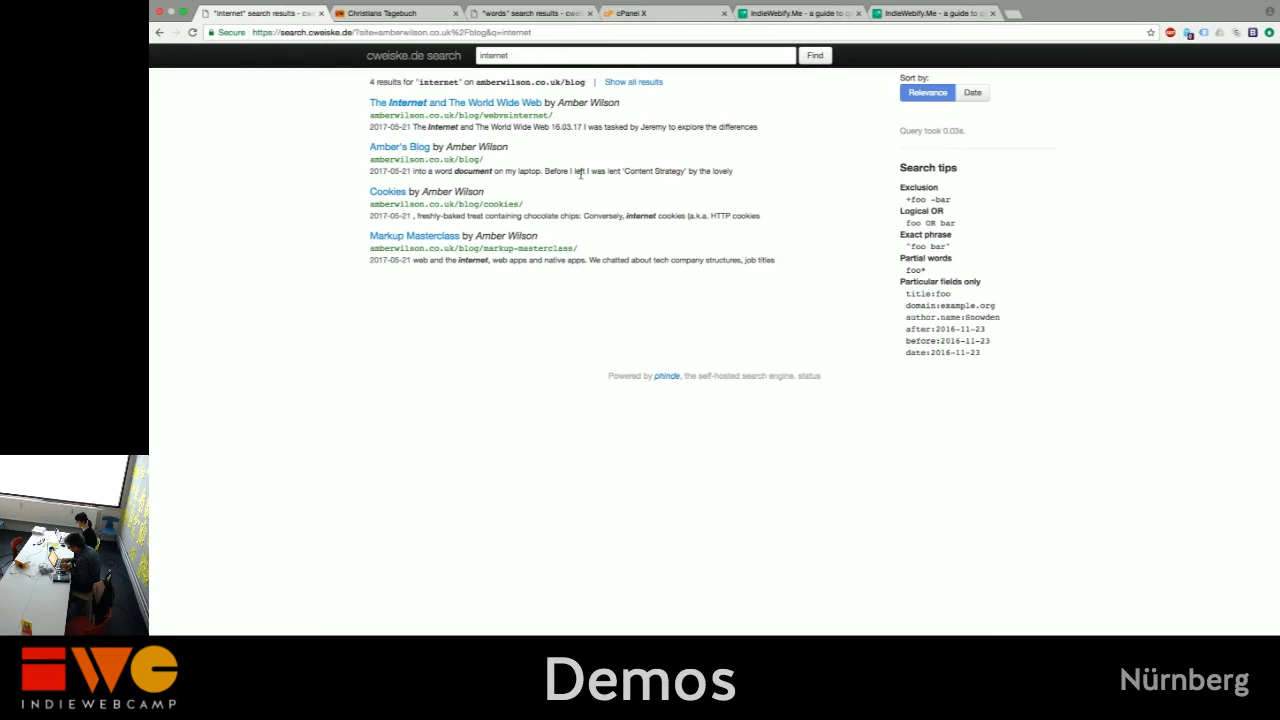 "internet" search results - cwe
Christians Tagebuch
"words" search results - cwei
cPanel X
IndieWebify.Me - a guide to g
IndieWebify.Me - a guide to g
Secure
https://search.cweiske.de/?site=amberwilson.co.uk%2Fblog&q=internet
cweiske.de search
internet
Find
4 results for "internet" on amberwilson.co.uk/blog | Show all results
The Internet and The World Wide Web by Amber Wilson
amberwilson.co.uk/blog/webvsinternet/
2017-05-21 The Internet and The World Wide Web 16.03.17 I was tasked by Jeremy to explore the differences
Amber's Blog by Amber Wilson
amberwilson.co.uk/blog/
2017-05-21 into a word document on my laptop. Before I left I was lent 'Content Strategy' by the lovely
Cookies by Amber Wilson
amberwilson.co.uk/blog/cookies/
2017-05-21 , freshly-baked treat containing chocolate chips: Conversely, internet cookies (a.k.a. HTTP cookies
Markup Masterclass by Amber Wilson
amberwilson.co.uk/blog/markup-masterclass/
2017-05-21 web and the internet, web apps and native apps. We chatted about tech company structures, job titles
Sort by:
Relevance
Date
Query took 0.03s.
Search tips
Exclusion
+foo -bar
Logical OR
foo OR bar
Exact phrase
"foo bar"
Partial words
foo*
Particular fields only
title:foo
domain:example.org
author.name:Snowden
after:2016-11-23
before:2016-11-23
date:2016-11-23
Powered by phinde, the self-hosted search engine. status
IWC
INDIEWEBCAMP
Demos
Nürnberg